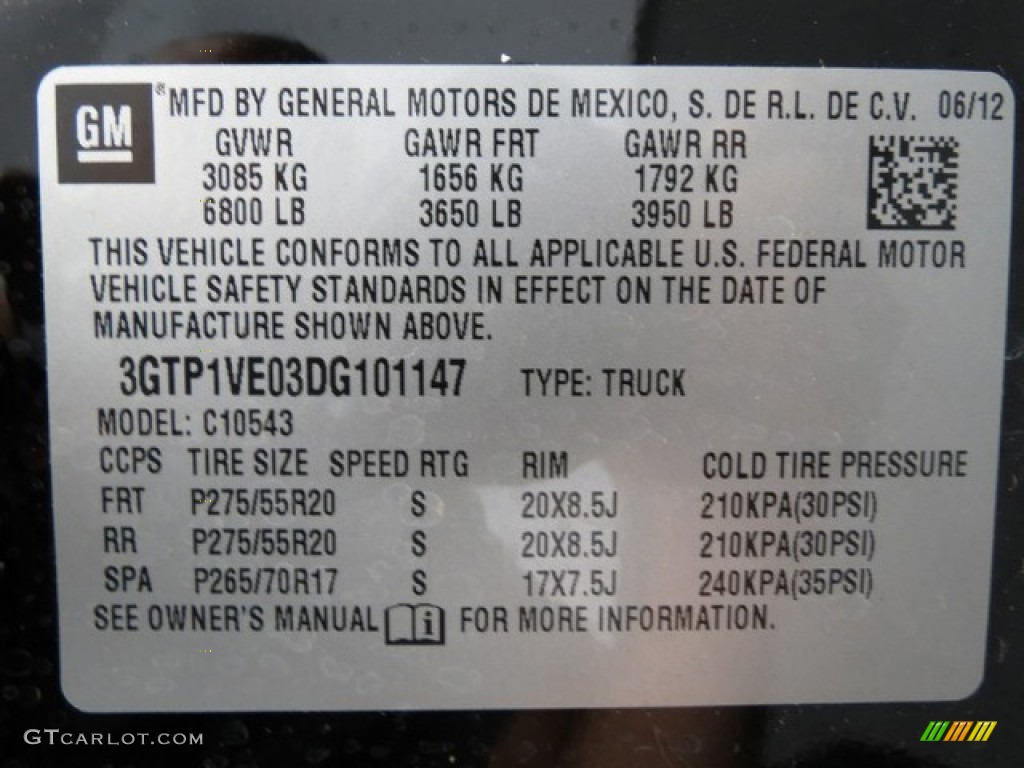 GM ® MFD BY GENERAL MOTORS DE MEXICO, S. DE R.L. DE C.V. 06/12
GVWR GAWR FRT GAWR RR
3085 KG 1656 KG 1792 KG
6800 LB 3650 LB 3950 LB
THIS VEHICLE CONFORMS TO ALL APPLICABLE U.S. FEDERAL MOTOR
VEHICLE SAFETY STANDARDS IN EFFECT ON THE DATE OF
MANUFACTURE SHOWN ABOVE.
3GTP1VE03DG101147 TYPE: TRUCK
MODEL: C10543
CCPS TIRE SIZE SPEED RTG RIM COLD TIRE PRESSURE
FRT P275/55R20 S 20X8.5J 210KPA(30PSI)
RR P275/55R20 S 20X8.5J 210KPA(30PSI)
SPA P265/70R17 S 17X7.5J 240KPA(35PSI)
SEE OWNER'S MANUAL i FOR MORE INFORMATION.
GTCARLOT.COM